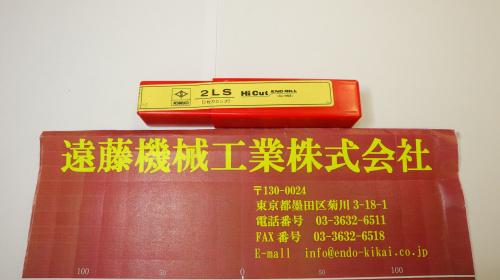 2LS HiCut END MILL
遠藤機械工業株式会社
〒130-0024
東京都墨田区菊川 3-18-1
電話番号 03-3632-6511
FAX 番号 03-3632-6518
E-mail info@endo-kikai.co.jp
100 50 0 50 100